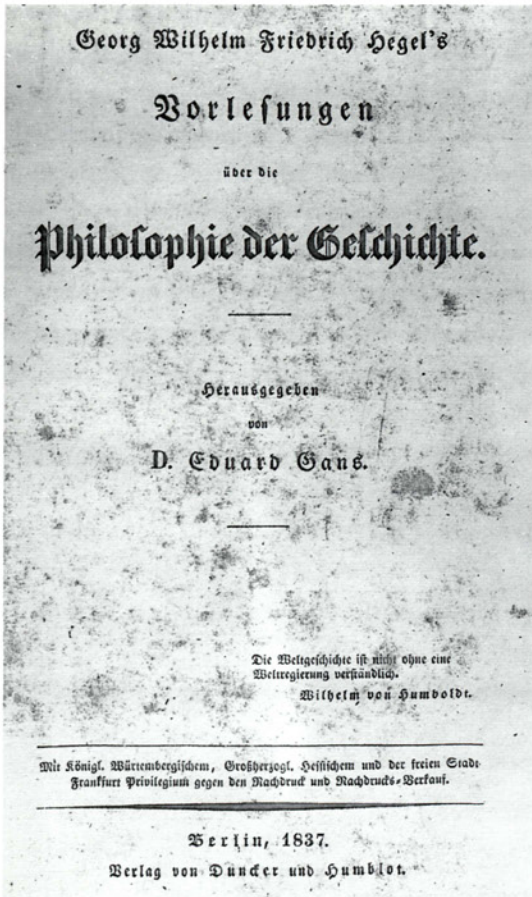 Georg Wilhelm Friedrich Hegel's
Vorlesungen
über die
Philosophie der Geschichte.
Herausgegeben
von
D. Eduard Gans.
Die Weltgeschichte ist nicht ohne eine
Weltregierung verständlich.
Wilhelm von Humboldt.
Mit Königl. Würtembergischem, Großherzogl. Hessischem und der freien Stadt
Frankfurt Privilegium gegen den Nachdruck und Nachdrucks-Verkauf.
Berlin, 1837.
Verlag von Duncker und Humblot.